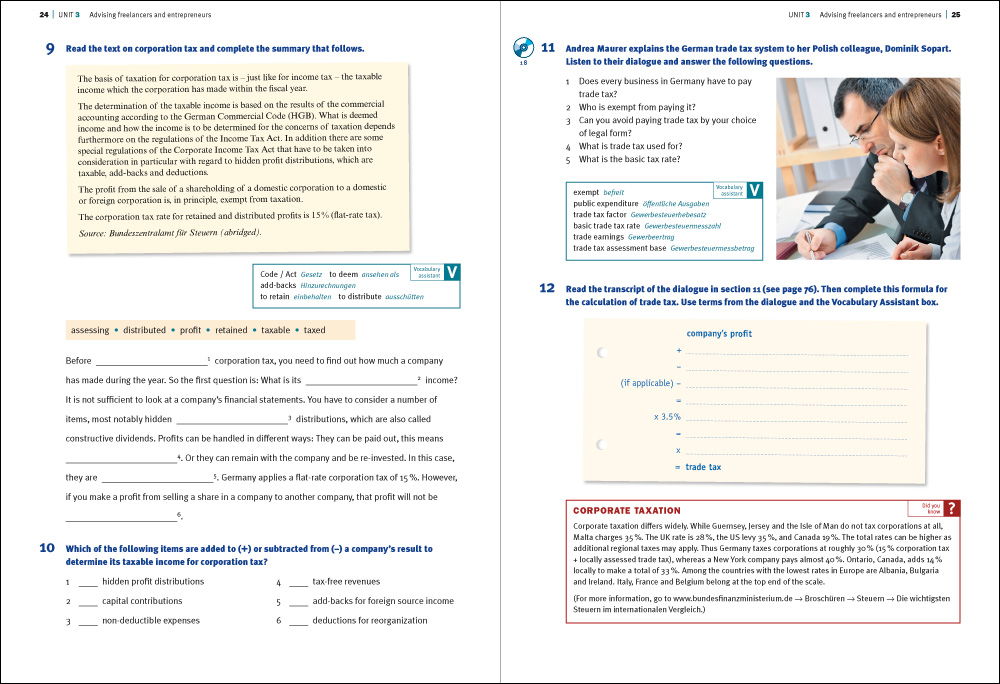 24 | UNIT 3 Advising freelancers and entrepreneurs
9 Read the text on corporation tax and complete the summary that follows.
The basis of taxation for corporation tax is – just like for income tax – the taxable
income which the corporation has made within the fiscal year.
The determination of the taxable income is based on the results of the commercial
accounting according to the German Commercial Code (HGB). What is deemed
income and how the income is to be determined for the concerns of taxation depends
furthermore on the regulations of the Income Tax Act. In addition there are some
special regulations of the Corporate Income Tax Act that have to be taken into
consideration in particular with regard to hidden profit distributions, which are
taxable, add-backs and deductions.
The profit from the sale of a shareholding of a domestic corporation to a domestic
or foreign corporation is, in principle, exempt from taxation.
The corporation tax rate for retained and distributed profits is 15% (flat-rate tax).
Source: Bundeszentralamt für Steuern (abridged).
Vocabulary
assistant V
Code / Act Gesetz to deem ansehen als
add-backs Hinzurechnungen
to retain einbehalten to distribute ausschütten
assessing • distributed • profit • retained • taxable • taxed
Before ____________________ 1 corporation tax, you need to find out how much a company
has made during the year. So the first question is: What is its ____________________ 2 income?
It is not sufficient to look at a company's financial statements. You have to consider a number of
items, most notably hidden ____________________ 3 distributions, which are also called
constructive dividends. Profits can be handled in different ways: They can be paid out, this means
____________________ 4. Or they can remain with the company and be re-invested. In this case,
they are ____________________ 5. Germany applies a flat-rate corporation tax of 15 %. However,
if you make a profit from selling a share in a company to another company, that profit will not be
____________________ 6.
10 Which of the following items are added to (+) or subtracted from (–) a company's result to
determine its taxable income for corporation tax?
1 ____ hidden profit distributions
2 ____ capital contributions
3 ____ non-deductible expenses
4 ____ tax-free revenues
5 ____ add-backs for foreign source income
6 ____ deductions for reorganization
UNIT 3 Advising freelancers and entrepreneurs | 25
18
11 Andrea Maurer explains the German trade tax system to her Polish colleague, Dominik Sopart.
Listen to their dialogue and answer the following questions.
1 Does every business in Germany have to pay
trade tax?
2 Who is exempt from paying it?
3 Can you avoid paying trade tax by your choice
of legal form?
4 What is trade tax used for?
5 What is the basic tax rate?
Vocabulary
assistant V
exempt befreit
public expenditure öffentliche Ausgaben
trade tax factor Gewerbesteuerhebesatz
basic trade tax rate Gewerbesteuermesszahl
trade earnings Gewerbeertrag
trade tax assessment base Gewerbesteuermessbetrag
12 Read the transcript of the dialogue in section 11 (see page 76). Then complete this formula for
the calculation of trade tax. Use terms from the dialogue and the Vocabulary Assistant box.
company's profit
+
–
(if applicable) –
=
x 3.5%
=
x
= trade tax
Did you
know ?
CORPORATE TAXATION
Corporate taxation differs widely. While Guernsey, Jersey and the Isle of Man do not tax corporations at all,
Malta charges 35 %. The UK rate is 28 %, the US levy 35 %, and Canada 19 %. The total rates can be higher as
additional regional taxes may apply. Thus Germany taxes corporations at roughly 30 % (15 % corporation tax
+ locally assessed trade tax), whereas a New York company pays almost 40 %. Ontario, Canada, adds 14 %
locally to make a total of 33 %. Among the countries with the lowest rates in Europe are Albania, Bulgaria
and Ireland. Italy, France and Belgium belong at the top end of the scale.
(For more information, go to www.bundesfinanzministerium.de → Broschüren → Steuern → Die wichtigsten
Steuern im internationalen Vergleich.)